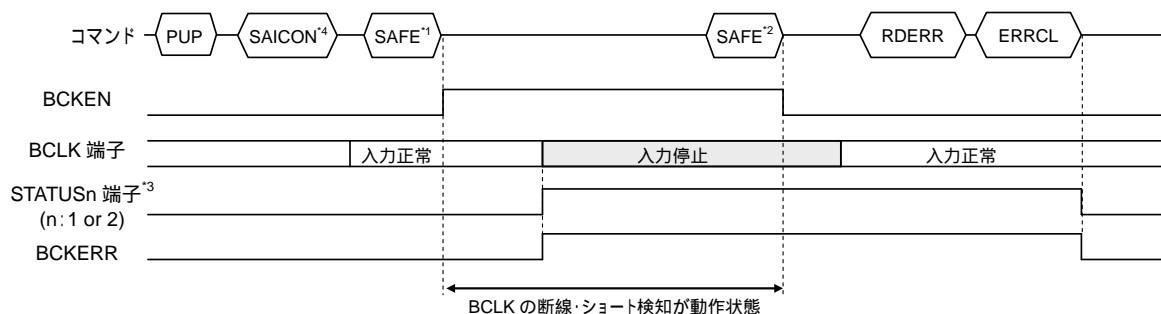 コマンド PUP SAICON*4 SAFE*1 SAFE*2 RDERR ERRCL
BCKEN
BCLK 端子 入力正常 入力停止 入力正常
STATUSn 端子*3
(n:1 or 2)
BCKERR
BCLK の断線・ショート検知が動作状態